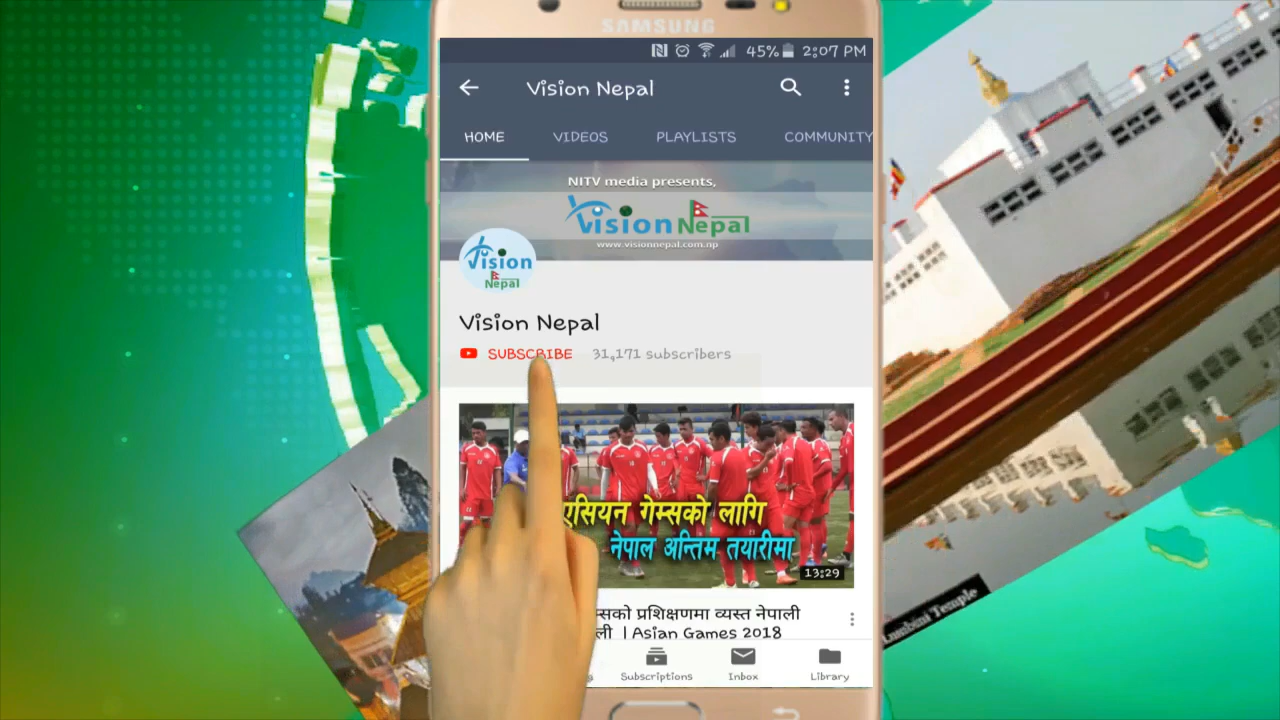 SAMSUNG
45% 2:07 PM
Vision Nepal
HOME VIDEOS PLAYLISTS COMMUNITY
NITV media presents,
Vision Nepal
www.visionnepal.com.np
Vision
Nepal
Vision Nepal
SUBSCRIBE 31,171 subscribers
एसियन गेम्सको लागि
नेपाल अन्तिम तयारीमा
13:29
प्रशिक्षणमा व्यस्त नेपाली
| Asian Games 2018
Subscriptions Inbox Library
Lumbini Temple